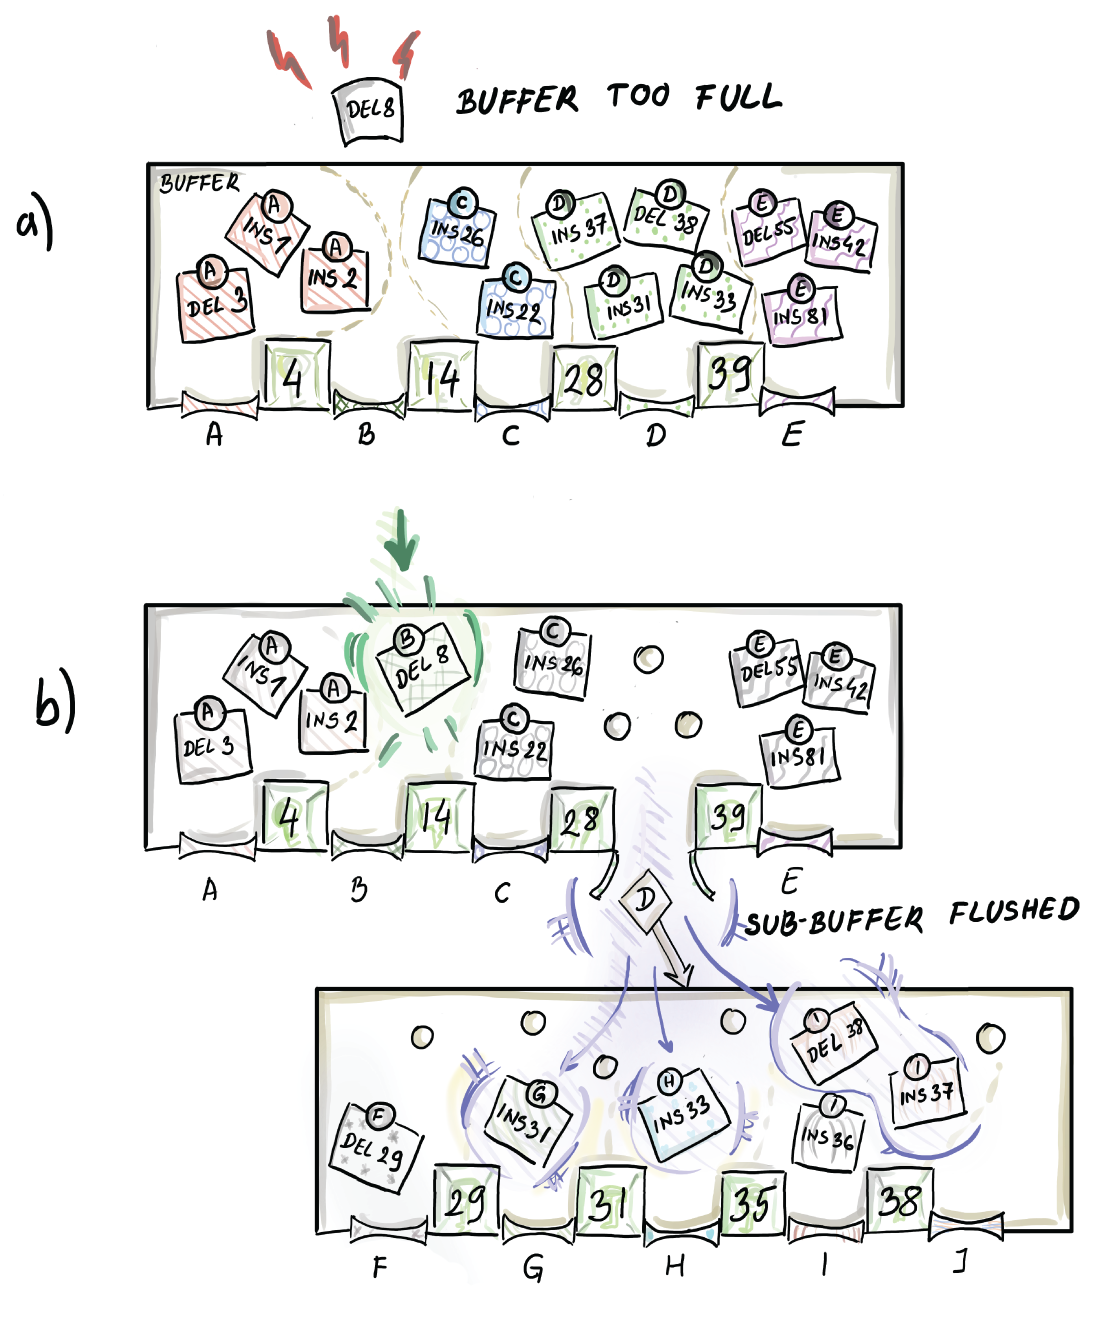 DEL 8
BUFFER TOO FULL
a)
BUFFER
A
INS 1
A
DEL 3
A
INS 2
C
INS 26
C
INS 22
D
INS 37
D
DEL 38
D
INS 31
D
INS 33
E
DEL 55
E
INS 42
E
INS 81
4
14
28
39
A B C D E
b)
A
INS 1
A
DEL 3
A
INS 2
B
DEL 8
C
INS 26
C
INS 22
E
DEL 55
E
INS 42
E
INS 81
4
14
28
39
A B C E
D
SUB-BUFFER FLUSHED
F
DEL 29
G
INS 31
H
INS 33
I
DEL 38
I
INS 37
I
INS 36
29
31
35
38
F G H I J